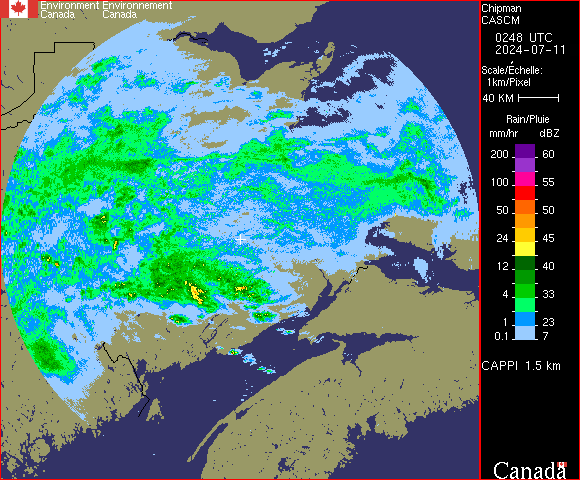 Environment Environnement
Canada Canada
Chipman
CASCM
0248 UTC
2024-07-11
Scale/Échelle:
1km/Pixel
40 KM
Rain/Pluie
mm/hr dBZ
200 60
100 55
50 50
24 45
12 40
4 33
1 23
0.1 7
CAPPI 1.5 km
Canada